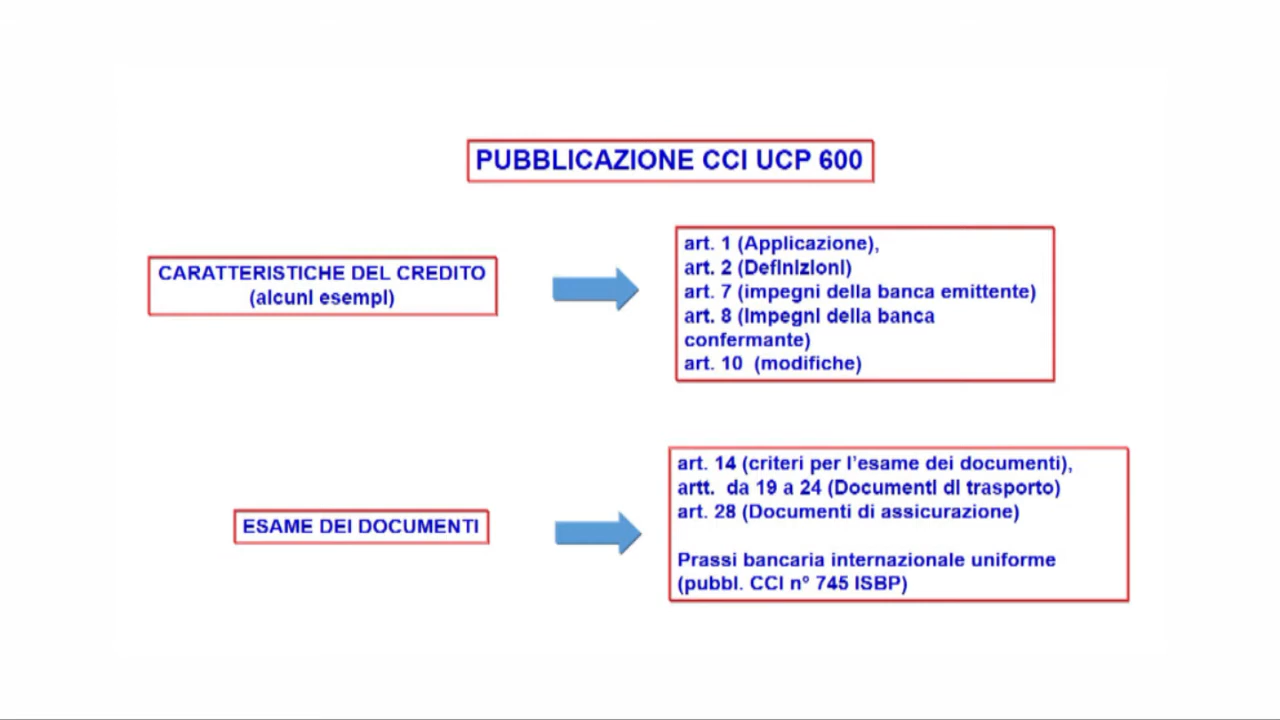 PUBBLICAZIONE CCI UCP 600
CARATTERISTICHE DEL CREDITO
(alcuni esempi)
art. 1 (Applicazione),
art. 2 (Definizioni)
art. 7 (impegni della banca emittente)
art. 8 (Impegni della banca
confermante)
art. 10 (modifiche)
ESAME DEI DOCUMENTI
art. 14 (criteri per l'esame dei documenti),
artt. da 19 a 24 (Documenti di trasporto)
art. 28 (Documenti di assicurazione)
Prassi bancaria internazionale uniforme
(pubbl. CCI n° 745 ISBP)